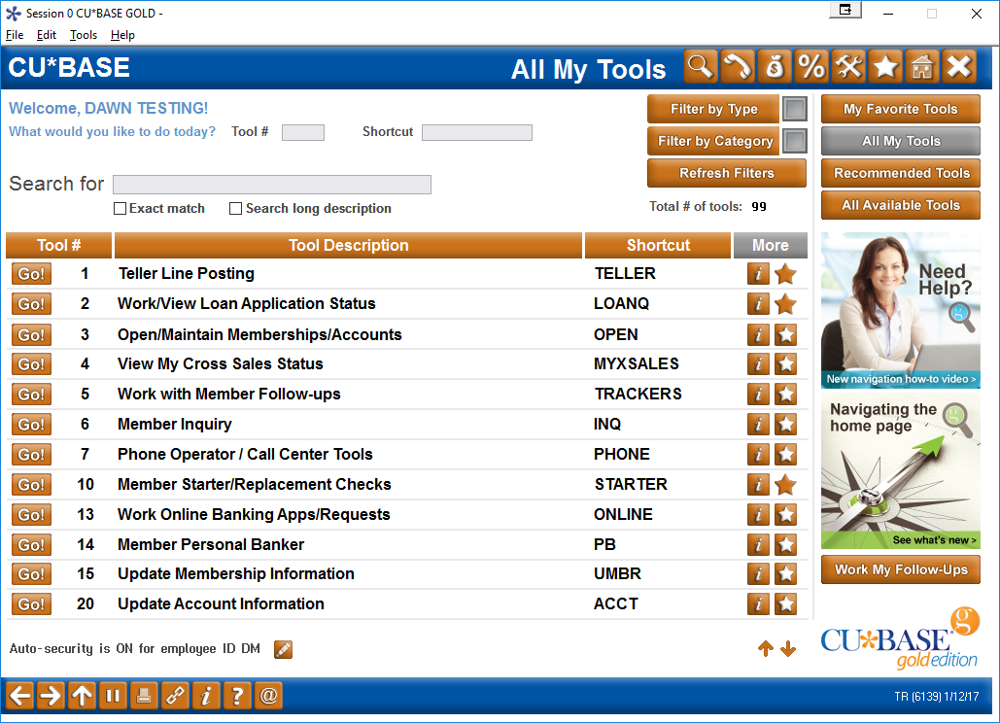 Session 0 CU*BASE GOLD -
File Edit Tools Help
CU*BASE
All My Tools
Welcome, DAWN TESTING!
What would you like to do today? Tool # Shortcut
Search for
Exact match Search long description
Filter by Type
Filter by Category
Refresh Filters
Total # of tools: 99
My Favorite Tools
All My Tools
Recommended Tools
All Available Tools
Tool # Tool Description Shortcut More
Go! 1 Teller Line Posting TELLER i
Go! 2 Work/View Loan Application Status LOANQ i
Go! 3 Open/Maintain Memberships/Accounts OPEN i
Go! 4 View My Cross Sales Status MYXSALES i
Go! 5 Work with Member Follow-ups TRACKERS i
Go! 6 Member Inquiry INQ i
Go! 7 Phone Operator / Call Center Tools PHONE i
Go! 10 Member Starter/Replacement Checks STARTER i
Go! 13 Work Online Banking Apps/Requests ONLINE i
Go! 14 Member Personal Banker PB i
Go! 15 Update Membership Information UMBR i
Go! 20 Update Account Information ACCT i
Need
Help?
g
New navigation how-to video >
Navigating the
home page
g
See what's new >
Work My Follow-Ups
Auto-security is ON for employee ID DM
g
CU*BASE
gold edition
i ? @
TR (6139) 1/12/17